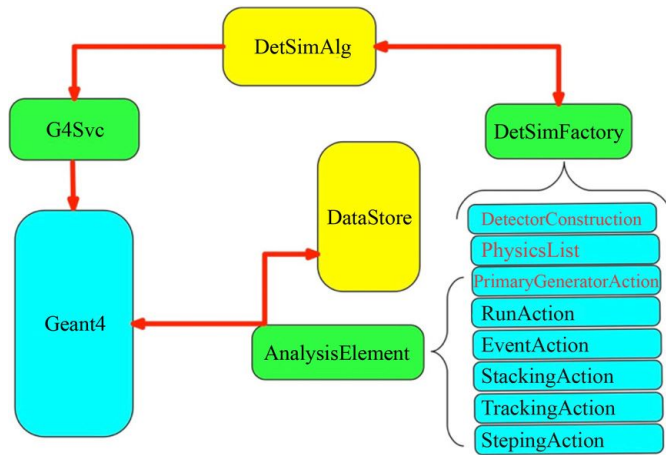 DetSimAlg
G4Svc
DetSimFactory
DataStore
DetectorConstruction
PhysicsList
PrimaryGeneratorAction
Geant4
RunAction
AnalysisElement
EventAction
StackingAction
TrackingAction
StepingAction